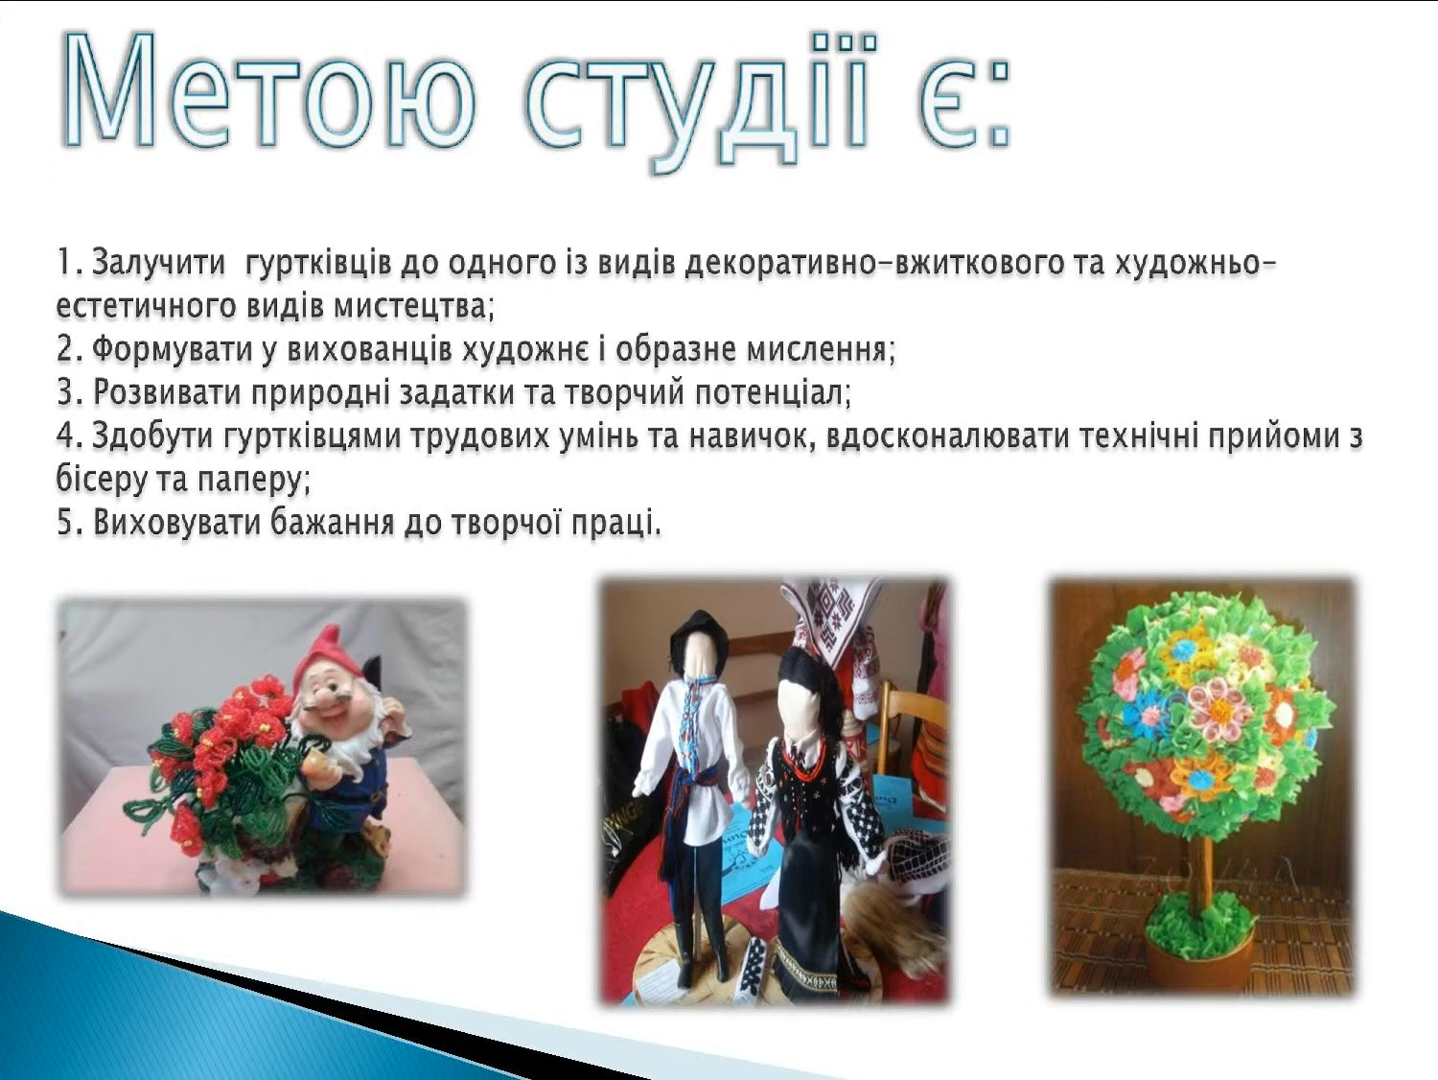 Метою студії є:
1. Залучити гуртківців до одного із видів декоративно-вжиткового та художньо-
естетичного видів мистецтва;
2. Формувати у вихованців художнє і образне мислення;
3. Розвивати природні задатки та творчий потенціал;
4. Здобути гуртківцями трудових умінь та навичок, вдосконалювати технічні прийоми з
бісеру та паперу;
5. Виховувати бажання до творчої праці.